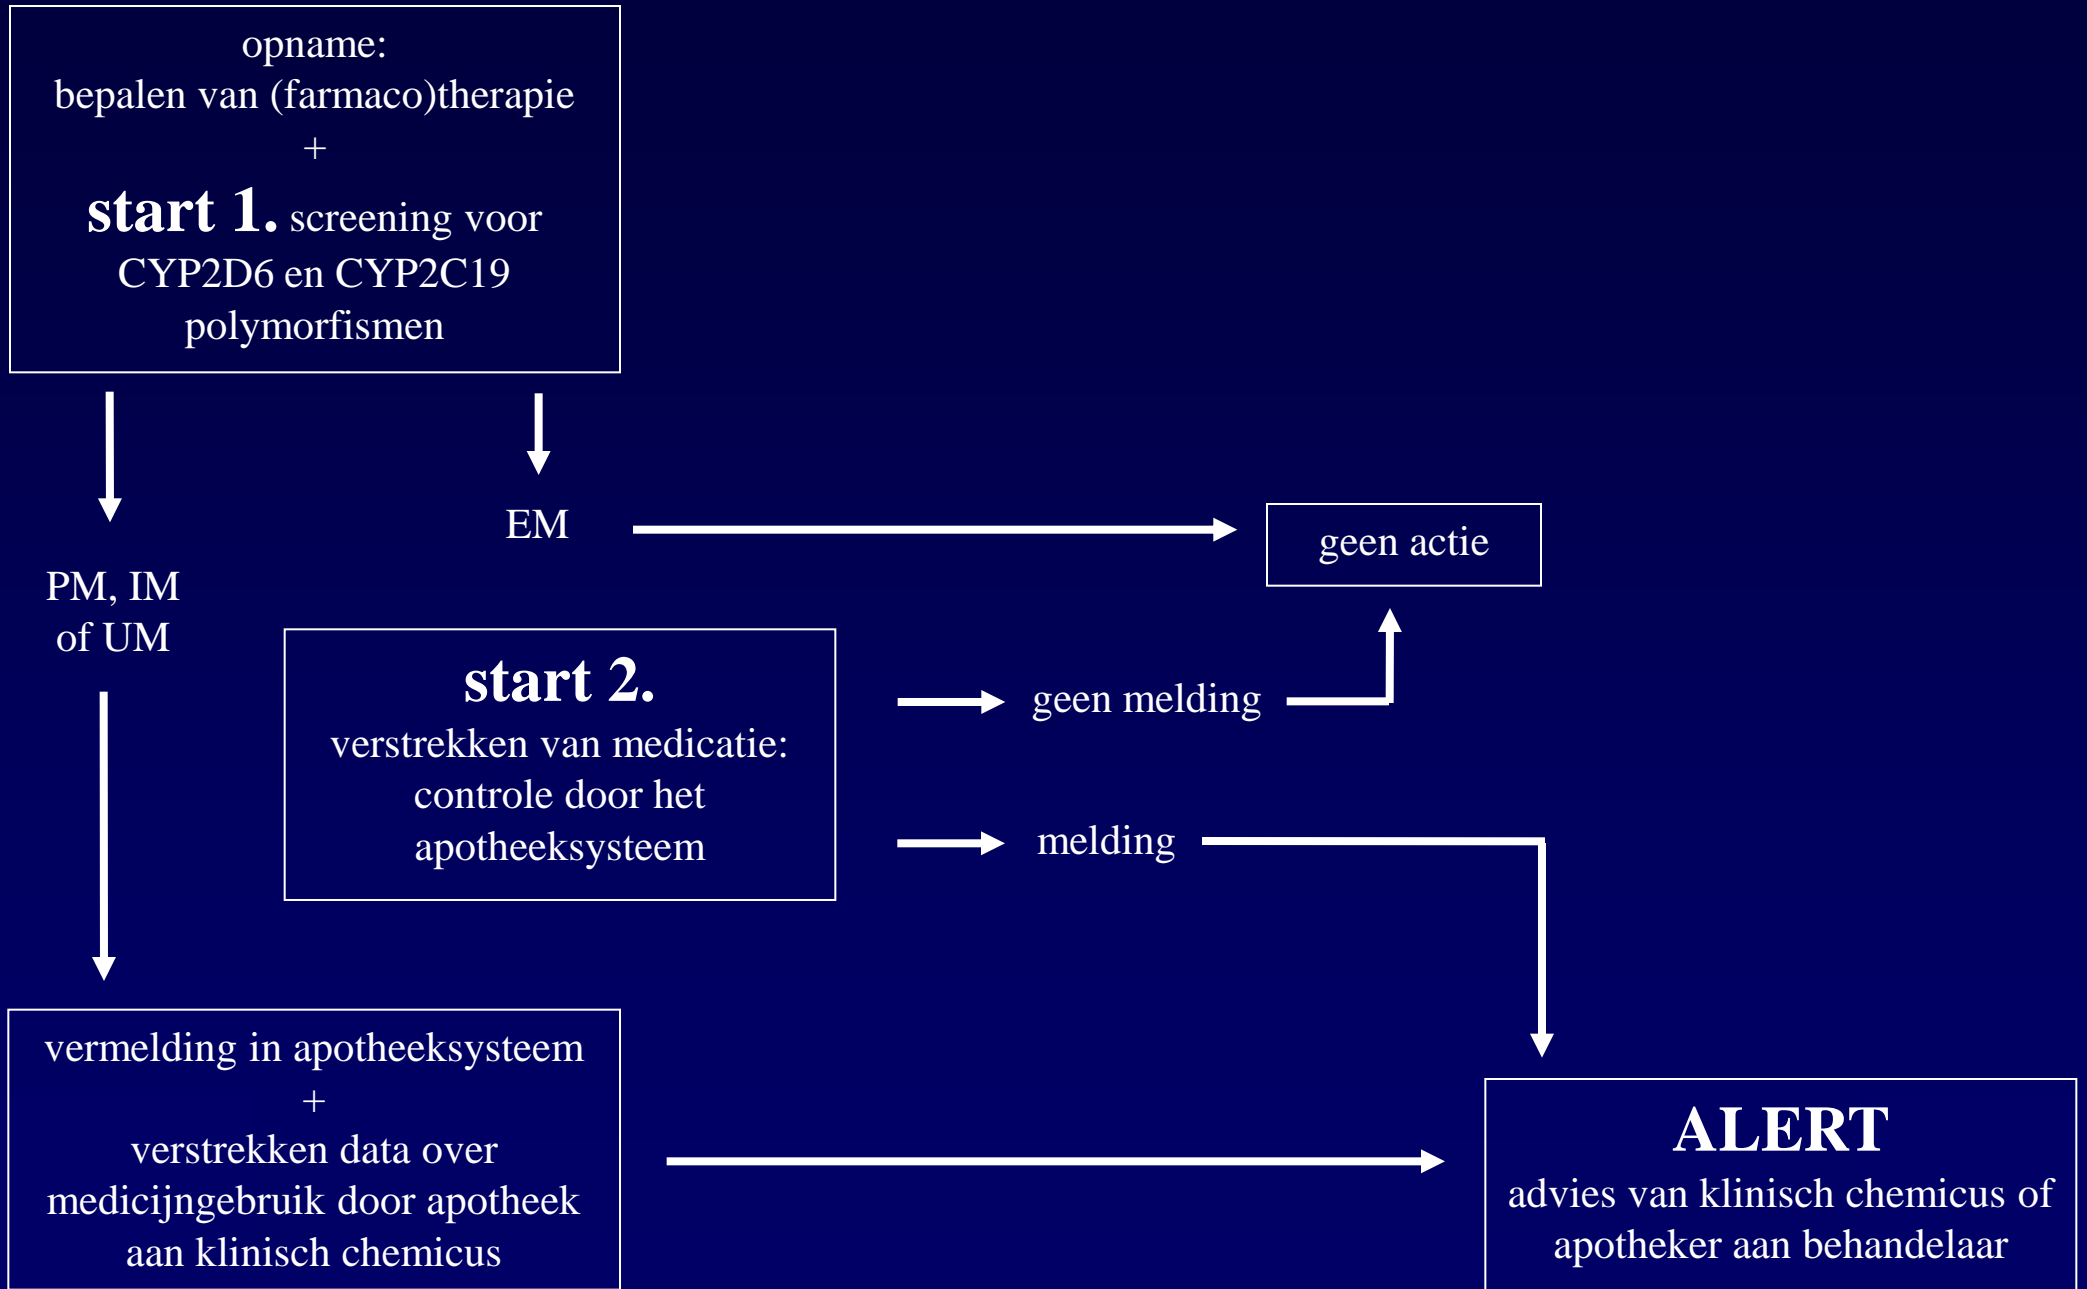 opname:
bepalen van (farmaco)therapie
+
start 1. screening voor
CYP2D6 en CYP2C19
polymorfismen
EM
geen actie
PM, IM
of UM
start 2.
verstrekken van medicatie:
controle door het
apotheeksysteem
geen melding
melding
vermelding in apotheeksysteem
+
verstrekken data over
medicijngebruik door apotheek
aan klinisch chemicus
ALERT
advies van klinisch chemicus of
apotheker aan behandelaar